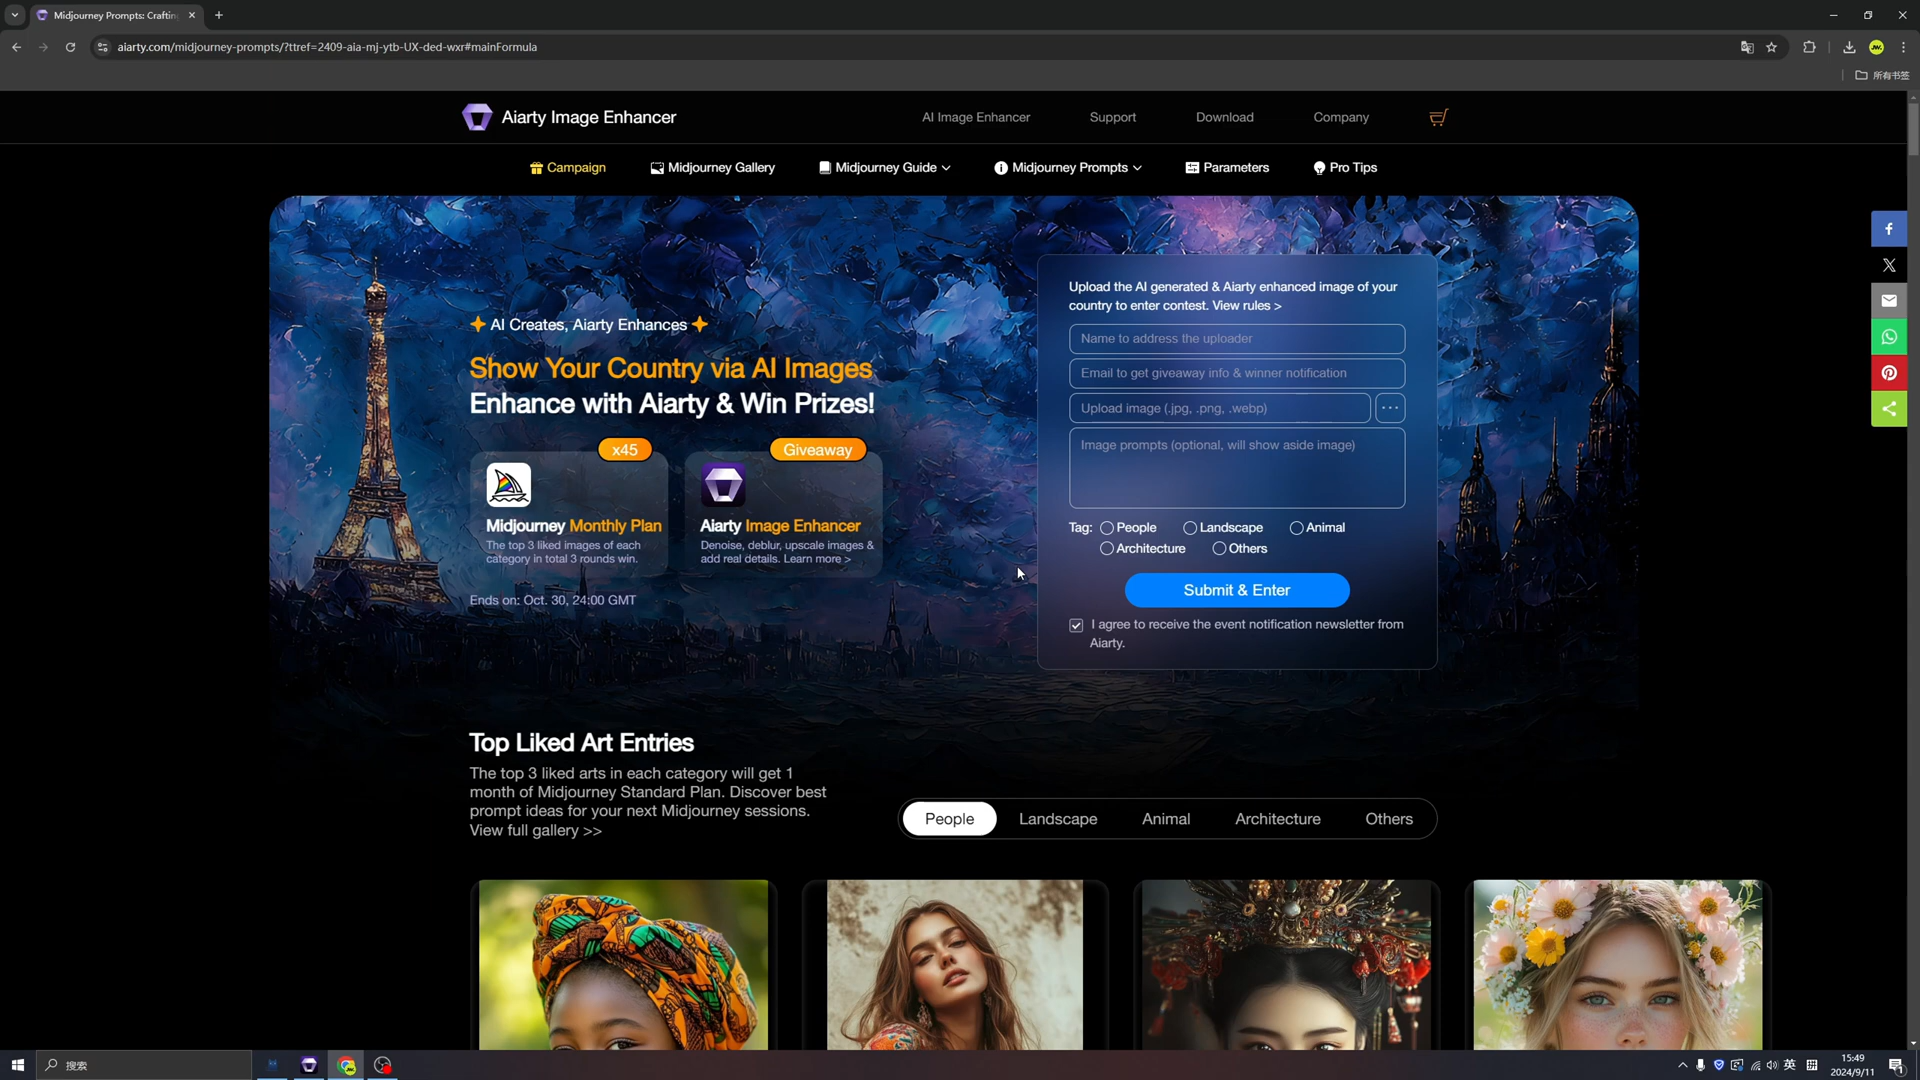 Midjourney Prompts: Craftin
aiarty.com/midjourney-prompts/?ttref=2409-aia-mj-ytb-UX-ded-wxr#mainFormula
所有书签
Aiarty Image Enhancer
AI Image Enhancer
Support
Download
Company
Campaign
Midjourney Gallery
Midjourney Guide
Midjourney Prompts
Parameters
Pro Tips
AI Creates, Aiarty Enhances
Show Your Country via AI Images
Enhance with Aiarty & Win Prizes!
x45
Giveaway
Midjourney Monthly Plan
The top 3 liked images of each
category in total 3 rounds win.
Aiarty Image Enhancer
Denoise, deblur, upscale images &
add real details. Learn more >
Ends on: Oct. 30, 24:00 GMT
Upload the AI generated & Aiarty enhanced image of your
country to enter contest. View rules >
Name to address the uploader
Email to get giveaway info & winner notification
Upload image (.jpg, .png, .webp)
Image prompts (optional, will show aside image)
Tag: People Landscape Animal
Architecture Others
Submit & Enter
I agree to receive the event notification newsletter from
Aiarty.
Top Liked Art Entries
The top 3 liked arts in each category will get 1
month of Midjourney Standard Plan. Discover best
prompt ideas for your next Midjourney sessions.
View full gallery >>
People
Landscape
Animal
Architecture
Others
搜索
英
15:49
2024/9/11